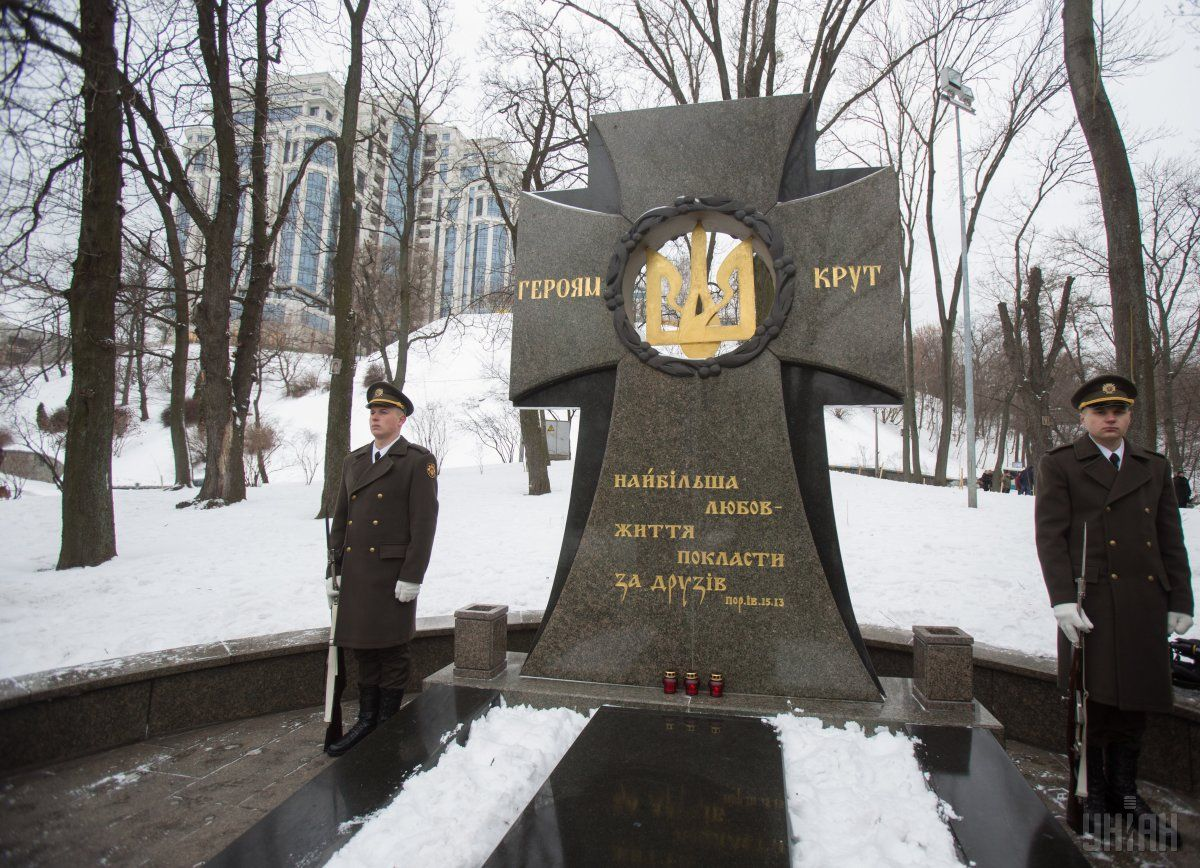 ГЕРОЯМ КРУТ
НАЙБІЛЬША
ЛЮБОВ-
ЖИТТЯ
ПОКЛАСТИ
ЗА ДРУЗІВ
ПОР.ІВ.15.13
УНІАН